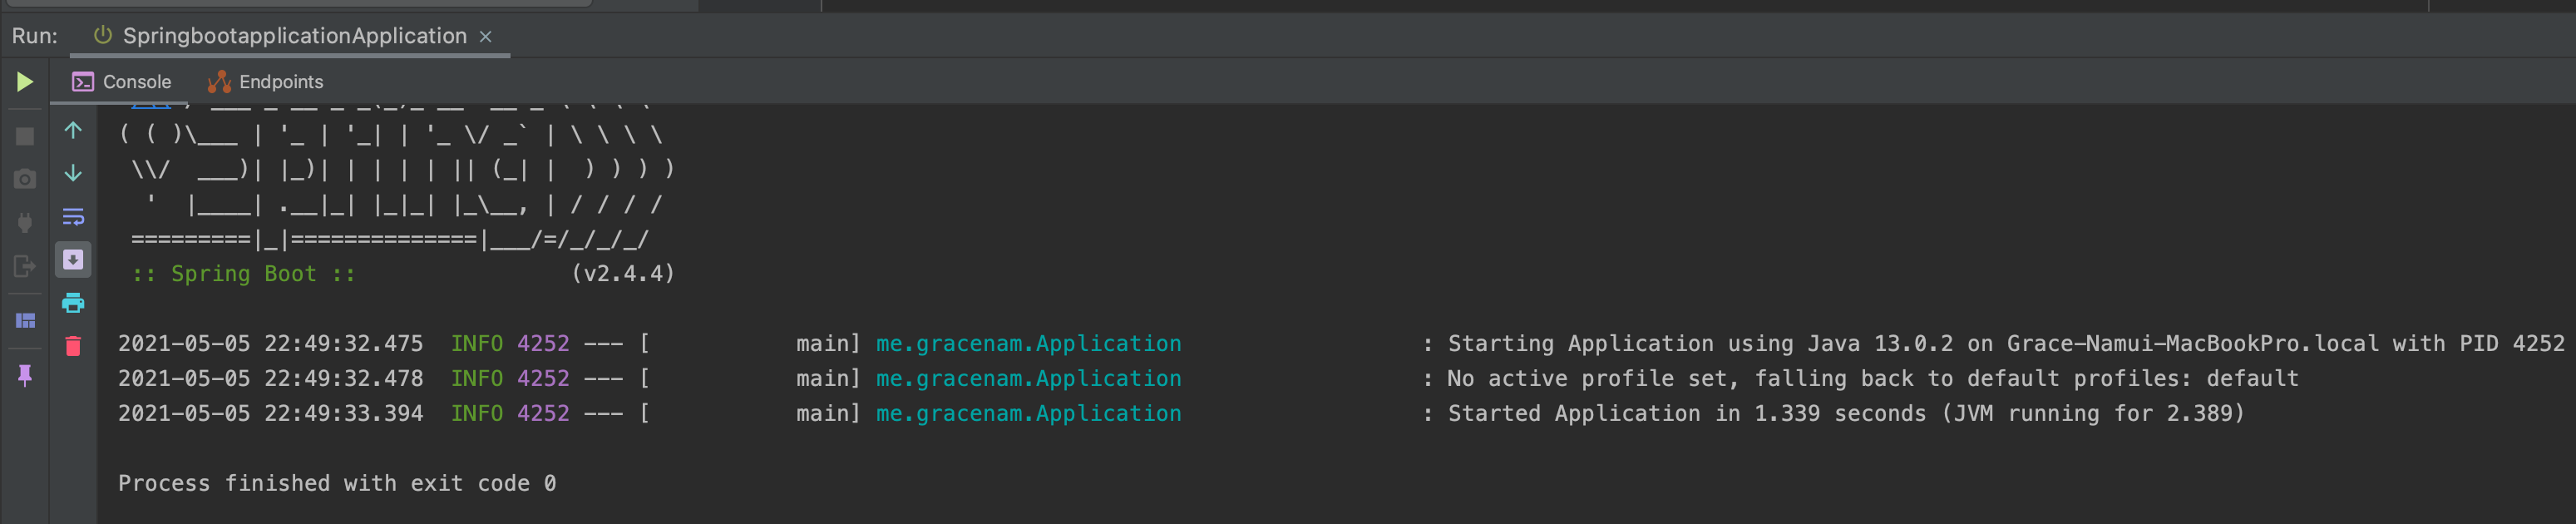 Run: SpringbootapplicationApplication ×
Console Endpoints
( ( )\___ | '_ | '_| | '_ \/ _` | \ \ \ \
 \\/  ___)| |_)| | | | | || (_| |  ) ) ) )
  '  |____| .__|_| |_|_| |_\__, | / / / /
 =========|_|==============|___/=/_/_/_/
 :: Spring Boot ::                (v2.4.4)
2021-05-05 22:49:32.475  INFO 4252 --- [           main] me.gracenam.Application                  : Starting Application using Java 13.0.2 on Grace-Namui-MacBookPro.local with PID 4252
2021-05-05 22:49:32.478  INFO 4252 --- [           main] me.gracenam.Application                  : No active profile set, falling back to default profiles: default
2021-05-05 22:49:33.394  INFO 4252 --- [           main] me.gracenam.Application                  : Started Application in 1.339 seconds (JVM running for 2.389)
Process finished with exit code 0